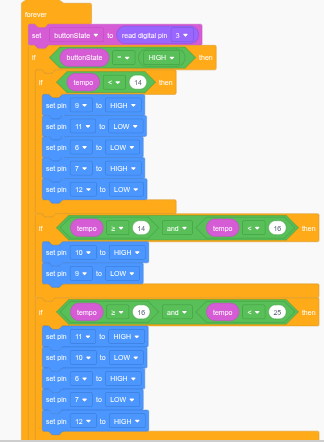 forever
set buttonState to read digital pin 3
if buttonState = HIGH then
if tempo < 14 then
set pin 9 to HIGH
set pin 11 to LOW
set pin 6 to LOW
set pin 7 to HIGH
set pin 12 to LOW
if tempo ≥ 14 and tempo < 16 then
set pin 10 to HIGH
set pin 9 to LOW
if tempo ≥ 16 and tempo < 25 then
set pin 11 to HIGH
set pin 10 to LOW
set pin 6 to HIGH
set pin 7 to LOW
set pin 12 to HIGH